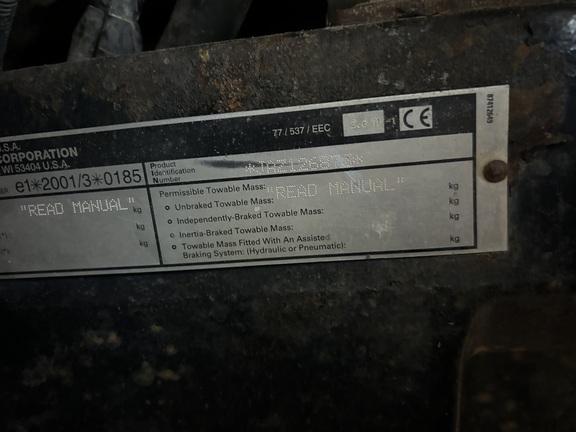 U.S.A.
CORPORATION
WI 53404 U.S.A.
77 / 537 / EEC
CE
87412649
e1*2001/3*0185
Product
Identification
Number
"READ MANUAL" kg
kg
kg
Permissible Towable Mass: "READ MANUAL"
Unbraked Towable Mass: kg
Independently-Braked Towable Mass: kg
Inertia-Braked Towable Mass: kg
Towable Mass Fitted With An Assisted kg
Braking System: (Hydraulic or Pneumatic):